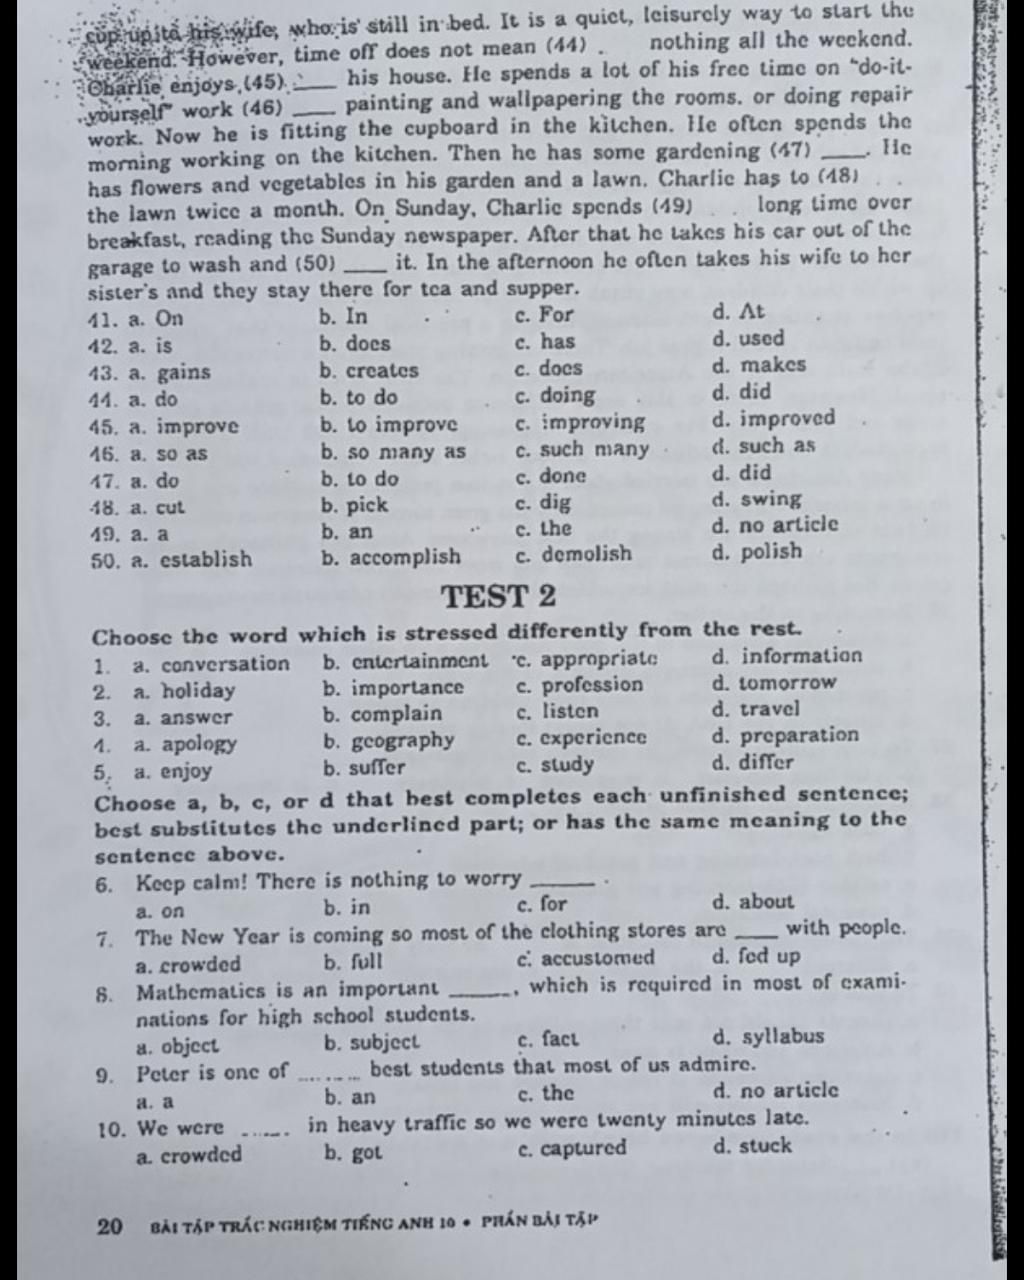 cup up to his wife, who is still in bed. It is a quiet, leisurely way to start the
weekend. However, time off does not mean (44) . nothing all the weekend.
Charlie enjoys (45) ____ his house. He spends a lot of his free time on "do-it-
yourself" work (46) ____ painting and wallpapering the rooms. or doing repair
work. Now he is fitting the cupboard in the kitchen. He often spends the
morning working on the kitchen. Then he has some gardening (47) ____. He
has flowers and vegetables in his garden and a lawn. Charlie has to (48) . .
the lawn twice a month. On Sunday, Charlie spends (49) . . long time over
breakfast, reading the Sunday newspaper. After that he takes his car out of the
garage to wash and (50) ____ it. In the afternoon he often takes his wife to her
sister's and they stay there for tea and supper.
41. a. On b. In c. For d. At
42. a. is b. does c. has d. used
43. a. gains b. creates c. does d. makes
44. a. do b. to do c. doing d. did
45. a. improve b. to improve c. improving d. improved
46. a. so as b. so many as c. such many d. such as
47. a. do b. to do c. done d. did
48. a. cut b. pick c. dig d. swing
49. a. a b. an c. the d. no article
50. a. establish b. accomplish c. demolish d. polish
TEST 2
Choose the word which is stressed differently from the rest.
1. a. conversation b. entertainment c. appropriate d. information
2. a. holiday b. importance c. profession d. tomorrow
3. a. answer b. complain c. listen d. travel
4. a. apology b. geography c. experience d. preparation
5. a. enjoy b. suffer c. study d. differ
Choose a, b, c, or d that best completes each unfinished sentence;
best substitutes the underlined part; or has the same meaning to the
sentence above.
6. Keep calm! There is nothing to worry ______ .
a. on b. in c. for d. about
7. The New Year is coming so most of the clothing stores are ____ with people.
a. crowded b. full c. accustomed d. fed up
8. Mathematics is an important ______, which is required in most of exami-
nations for high school students.
a. object b. subject c. fact d. syllabus
9. Peter is one of ______ best students that most of us admire.
a. a b. an c. the d. no article
10. We were ______ in heavy traffic so we were twenty minutes late.
a. crowded b. got c. captured d. stuck
20 BÀI TẬP TRẮC NGHIỆM TIẾNG ANH 10 • PHẦN BÀI TẬP